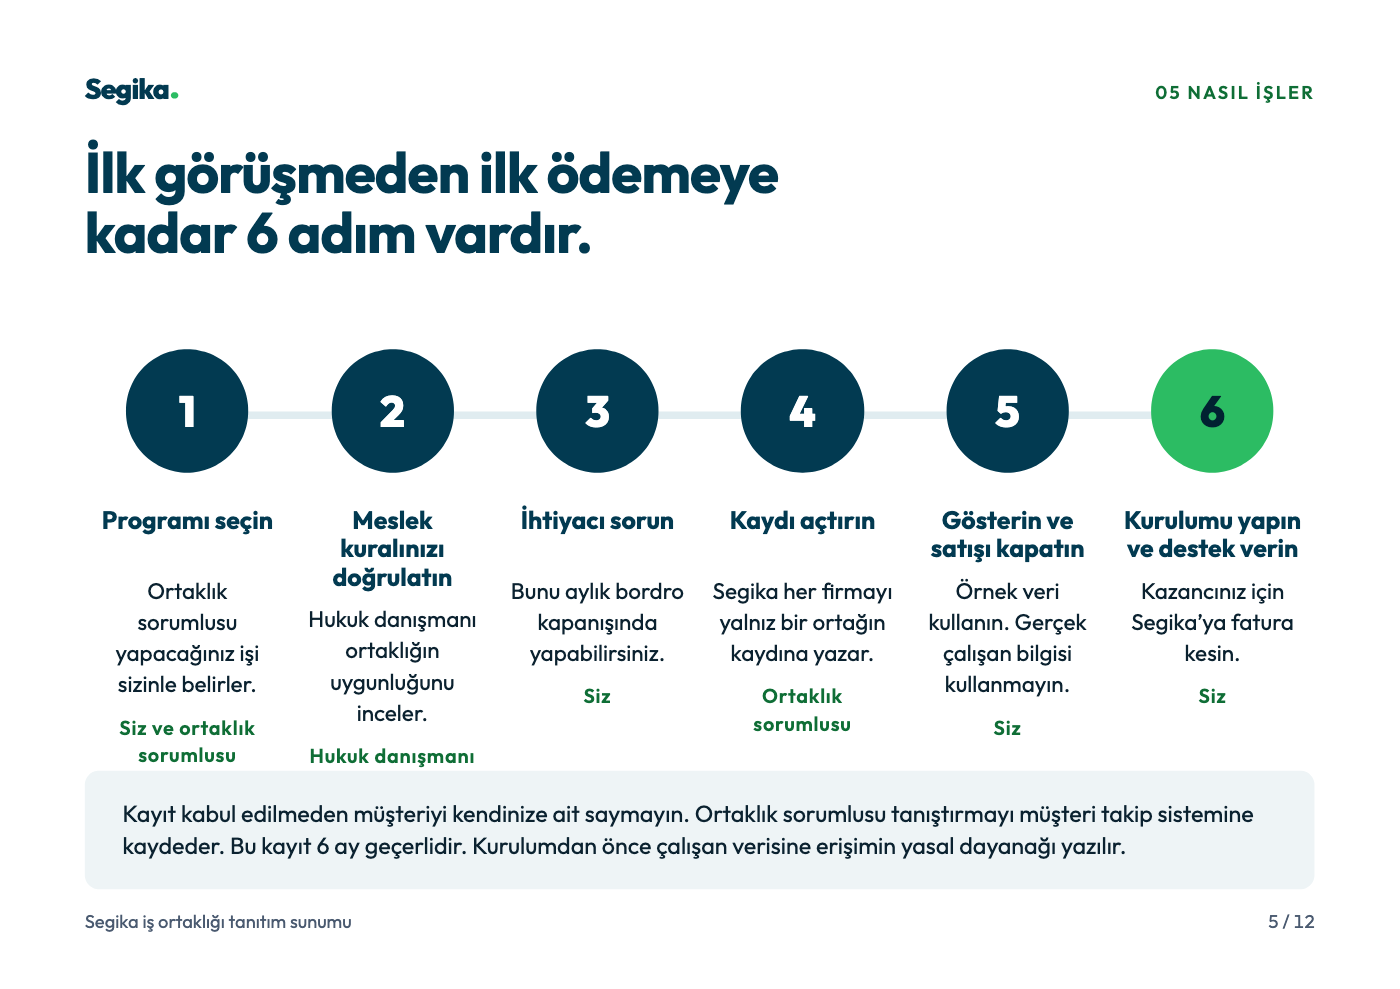 Segika.
05 NASIL İŞLER
İlk görüşmeden ilk ödemeye
kadar 6 adım vardır.
1
2
3
4
5
6
Programı seçin
Ortaklık
sorumlusu
yapacağınız işi
sizinle belirler.
Siz ve ortaklık
sorumlusu
Meslek
kuralınızı
doğrulatın
Hukuk danışmanı
ortaklığın
uygunluğunu
inceler.
Hukuk danışmanı
İhtiyacı sorun
Bunu aylık bordro
kapanışında
yapabilirsiniz.
Siz
Kaydı açtırın
Segika her firmayı
yalnız bir ortağın
kaydına yazar.
Ortaklık
sorumlusu
Gösterin ve
satışı kapatın
Örnek veri
kullanın. Gerçek
çalışan bilgisi
kullanmayın.
Siz
Kurulumu yapın
ve destek verin
Kazancınız için
Segika’ya fatura
kesin.
Siz
Kayıt kabul edilmeden müşteriyi kendinize ait saymayın. Ortaklık sorumlusu tanıştırmayı müşteri takip sistemine
kaydeder. Bu kayıt 6 ay geçerlidir. Kurulumdan önce çalışan verisine erişimin yasal dayanağı yazılır.
Segika iş ortaklığı tanıtım sunumu
5 / 12